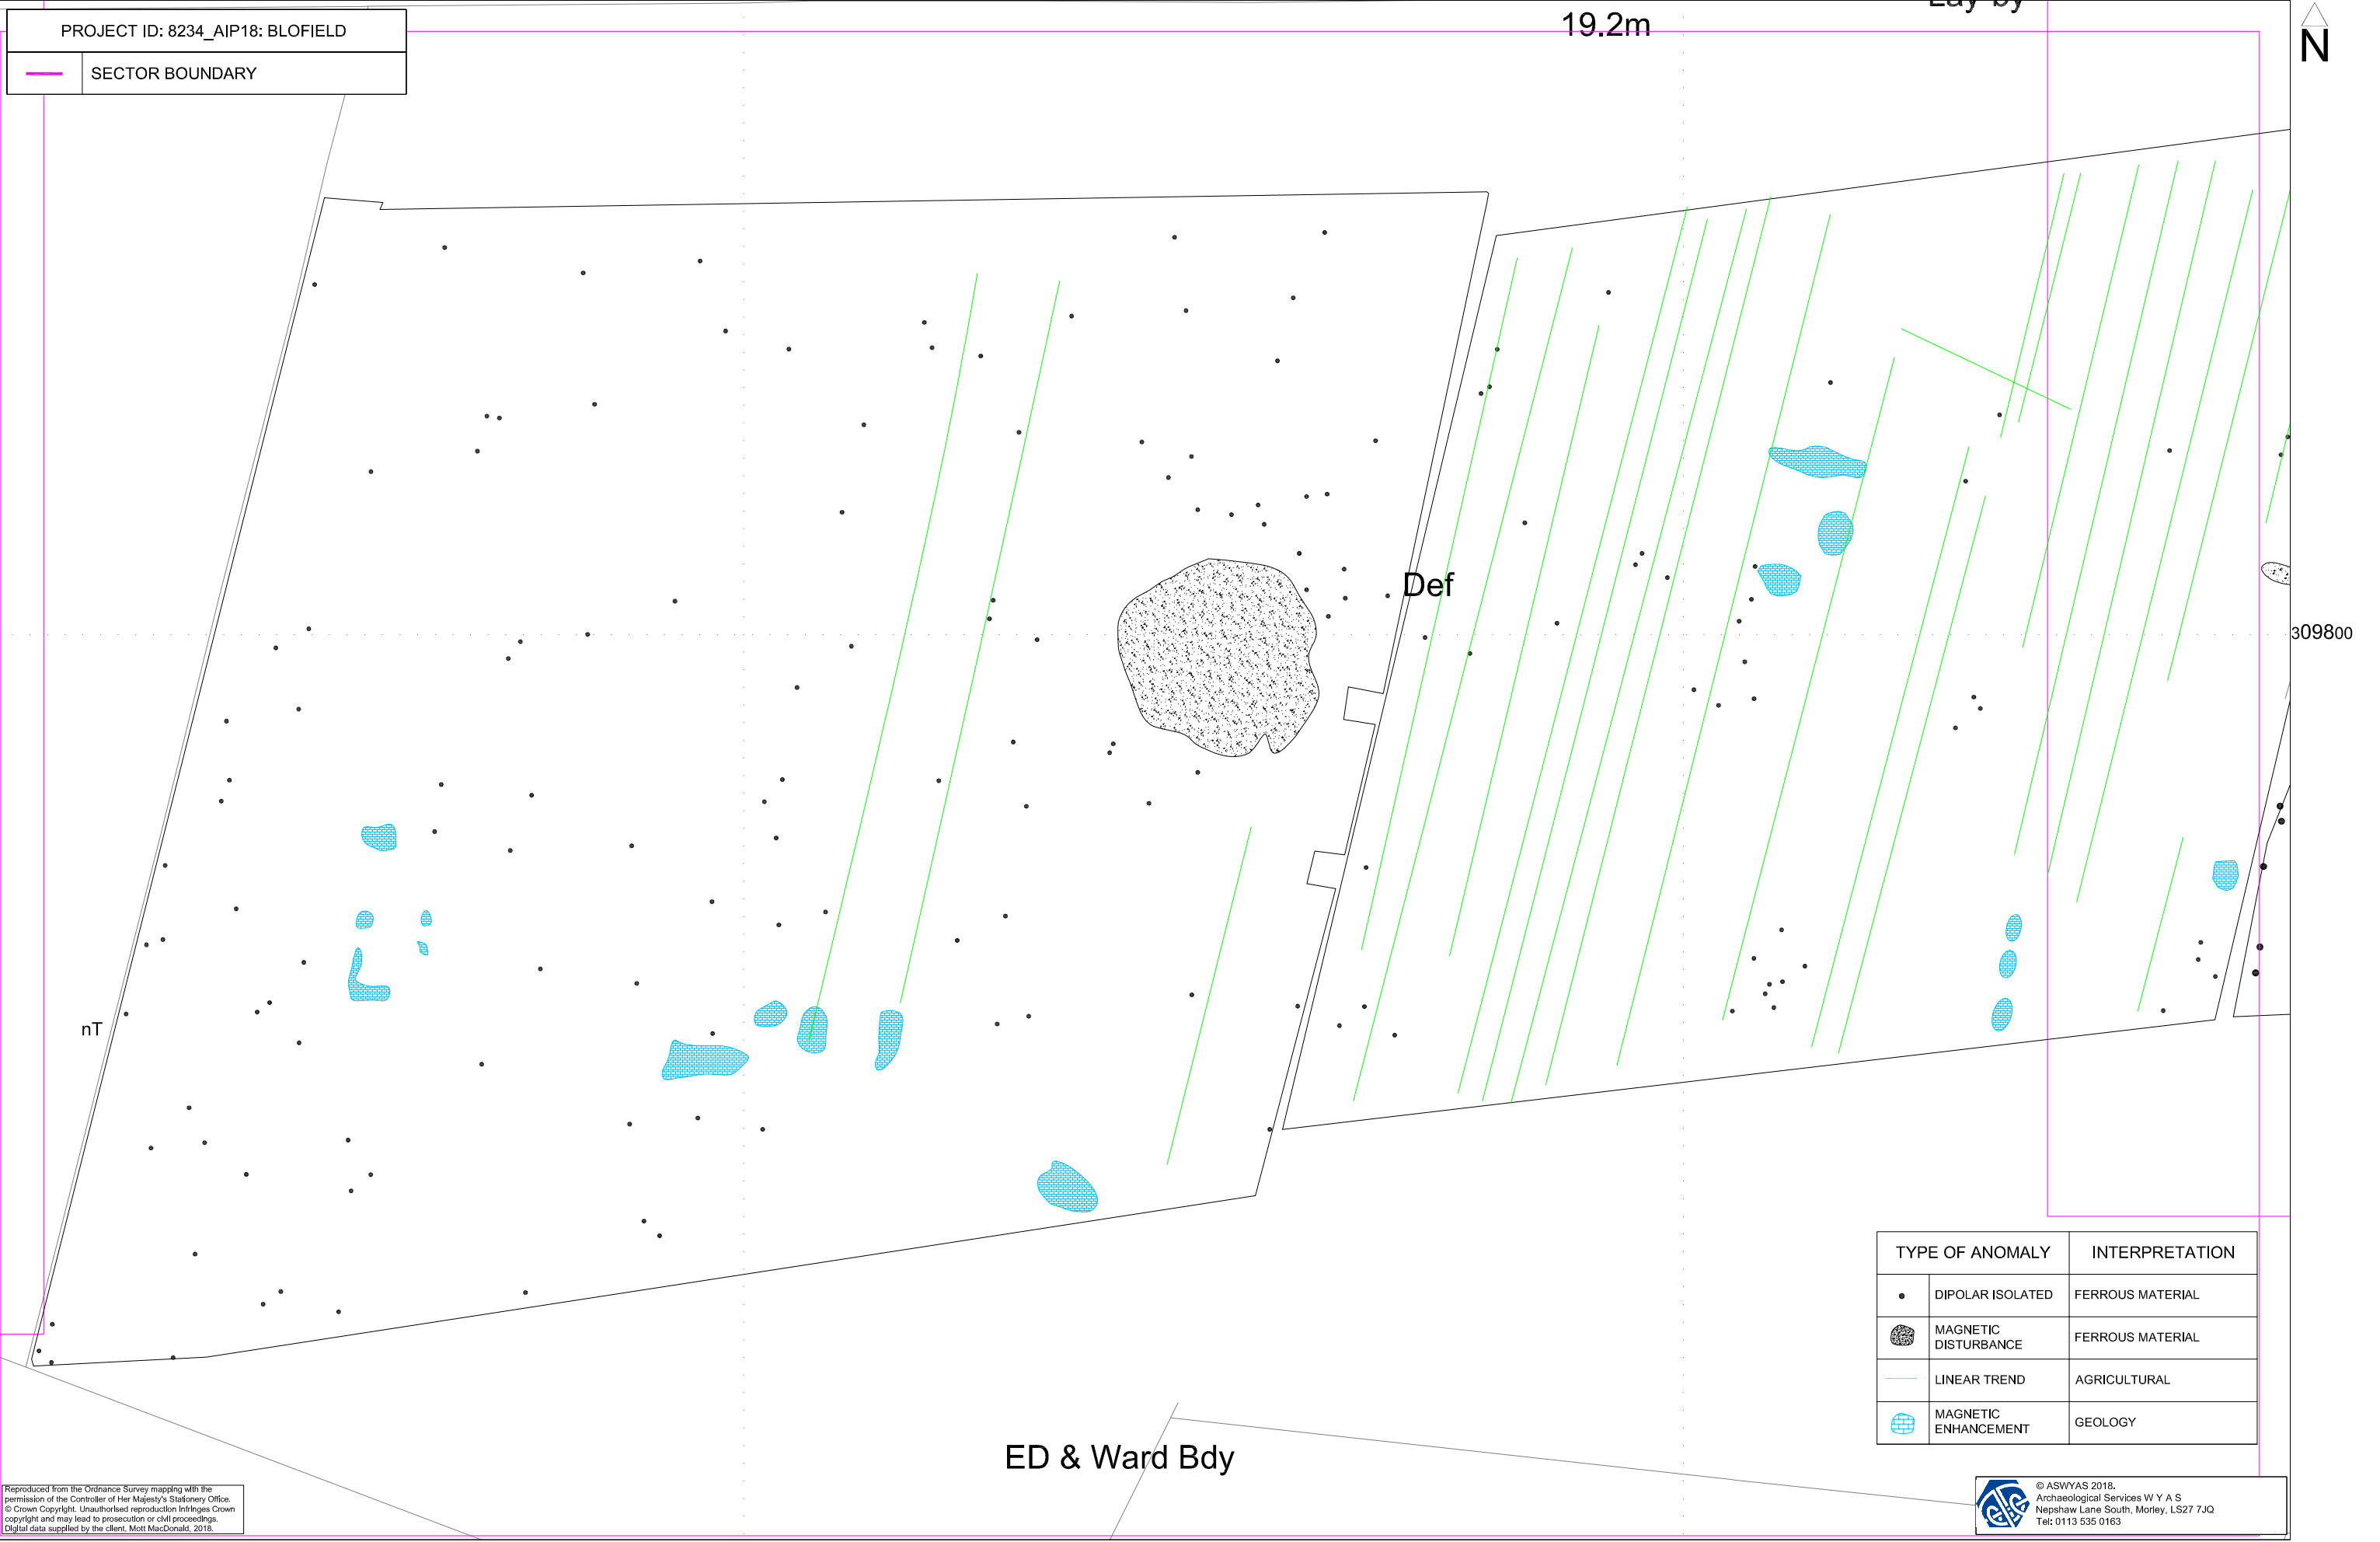 Lay-by
19.2m
N
PROJECT ID: 8234_AIP18: BLOFIELD
SECTOR BOUNDARY
Def
309800
nT
TYPE OF ANOMALY INTERPRETATION
DIPOLAR ISOLATED FERROUS MATERIAL
MAGNETIC
DISTURBANCE
FERROUS MATERIAL
LINEAR TREND AGRICULTURAL
MAGNETIC
ENHANCEMENT
GEOLOGY
ED & Ward Bdy
Reproduced from the Ordnance Survey mapping with the
permission of the Controller of Her Majesty's Stationery Office.
© Crown Copyright. Unauthorised reproduction infringes Crown
copyright and may lead to prosecution or civil proceedings.
Digital data supplied by the client, Mott MacDonald, 2018.
© ASWYAS 2018.
Archaeological Services W Y A S
Nepshaw Lane South, Morley, LS27 7JQ
Tel: 0113 535 0163